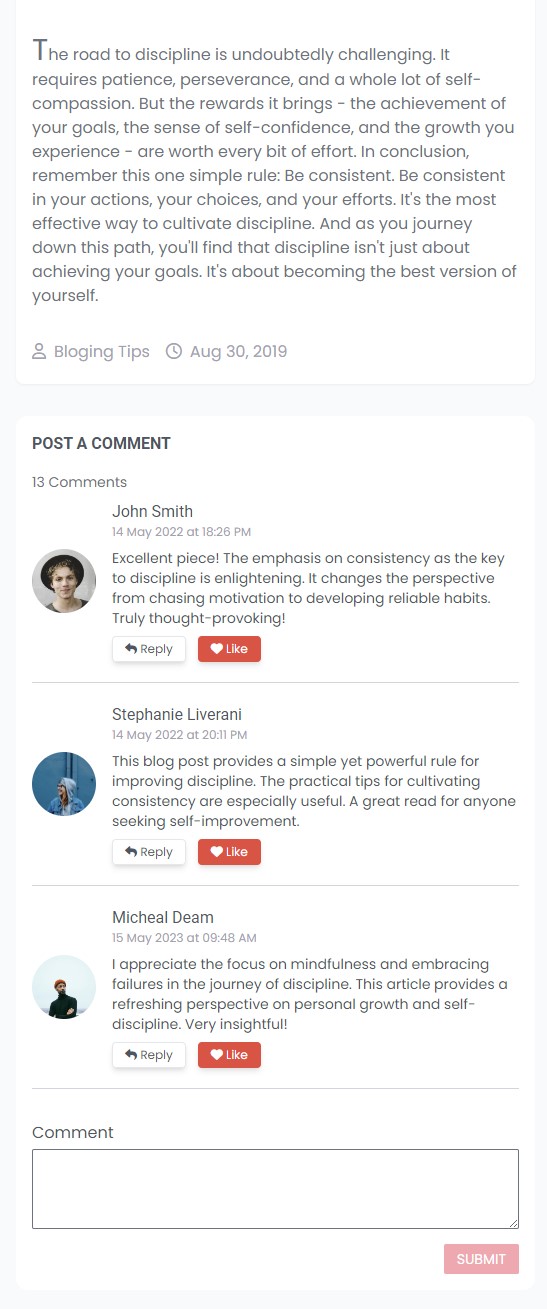 The road to discipline is undoubtedly challenging. It
requires patience, perseverance, and a whole lot of self-
compassion. But the rewards it brings - the achievement of
your goals, the sense of self-confidence, and the growth you
experience - are worth every bit of effort. In conclusion,
remember this one simple rule: Be consistent. Be consistent
in your actions, your choices, and your efforts. It's the most
effective way to cultivate discipline. And as you journey
down this path, you'll find that discipline isn't just about
achieving your goals. It's about becoming the best version of
yourself.
Bloging Tips Aug 30, 2019
POST A COMMENT
13 Comments
John Smith
14 May 2022 at 18:26 PM
Excellent piece! The emphasis on consistency as the key
to discipline is enlightening. It changes the perspective
from chasing motivation to developing reliable habits.
Truly thought-provoking!
Reply Like
Stephanie Liverani
14 May 2022 at 20:11 PM
This blog post provides a simple yet powerful rule for
improving discipline. The practical tips for cultivating
consistency are especially useful. A great read for anyone
seeking self-improvement.
Reply Like
Micheal Deam
15 May 2023 at 09:48 AM
I appreciate the focus on mindfulness and embracing
failures in the journey of discipline. This article provides a
refreshing perspective on personal growth and self-
discipline. Very insightful!
Reply Like
Comment
SUBMIT